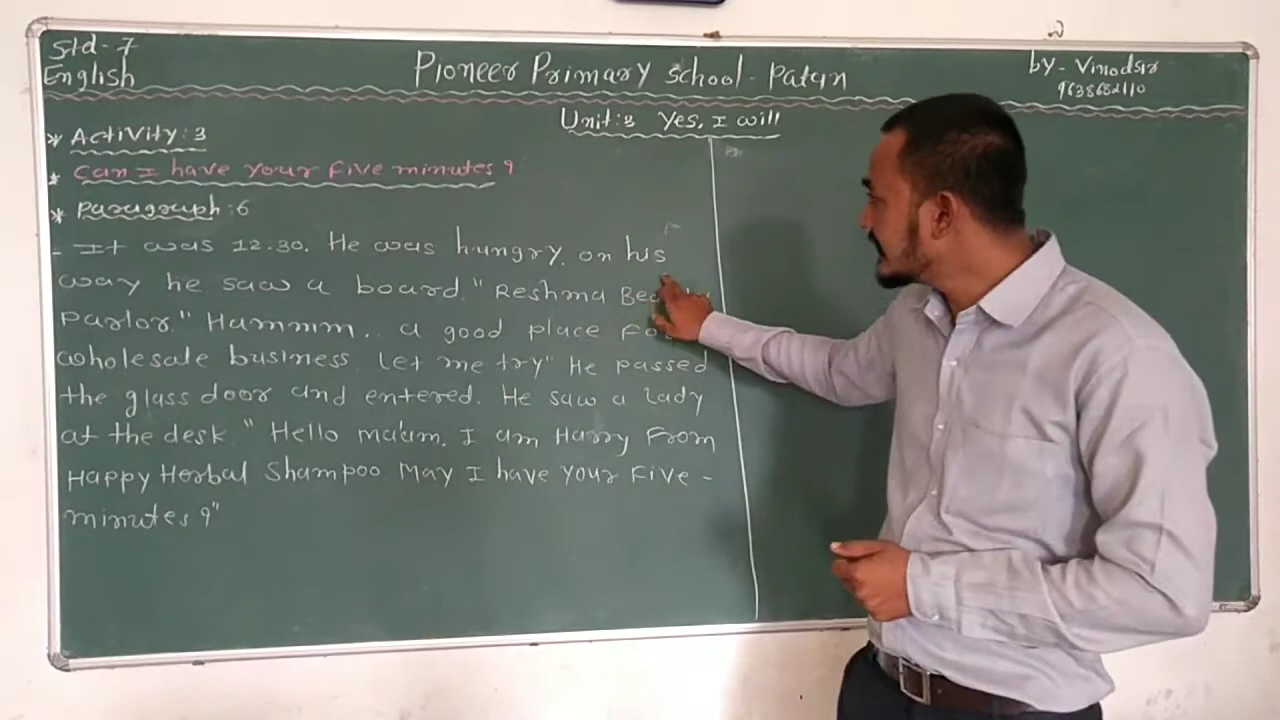 Std-7
English
Pioneer Primary School - Patan
by - Vinodsir
9638682110
Unit:3 Yes, I will
* Activity:3
* Can I have your five minutes ?
* Paragraph:6
- It was 12.30. He was hungry. on his
way he saw a board. " Reshma
Parlor." Hammm.. a good place
wholesale business. let me try" He passed
the glass door and entered. He saw a lady
at the desk. " Hello ma'am. I am Harry From
Happy Herbal Shampoo. May I have your Five -
minutes ?"